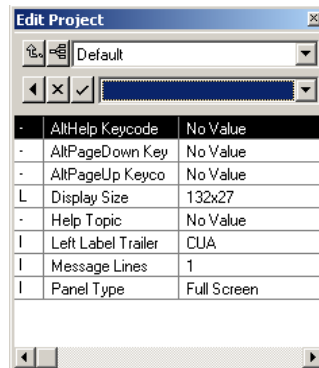 Edit Project
Default
- AltHelp Keycode No Value
- AltPageDown Key No Value
- AltPageUp Keyco No Value
L Display Size 132x27
- Help Topic No Value
I Left Label Trailer CUA
I Message Lines 1
I Panel Type Full Screen